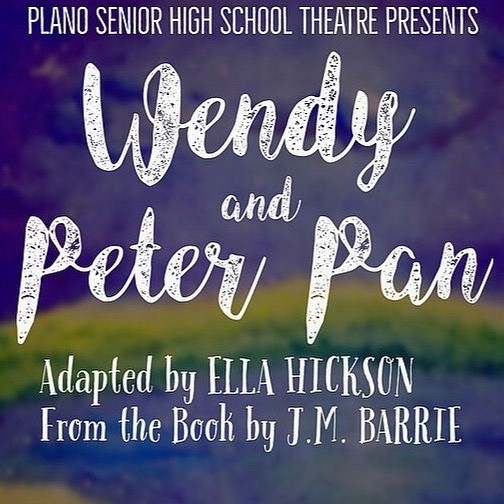 PLANO SENIOR HIGH SCHOOL THEATRE PRESENTS
Wendy
and
Peter Pan
Adapted by ELLA HICKSON
From the Book by J.M. BARRIE